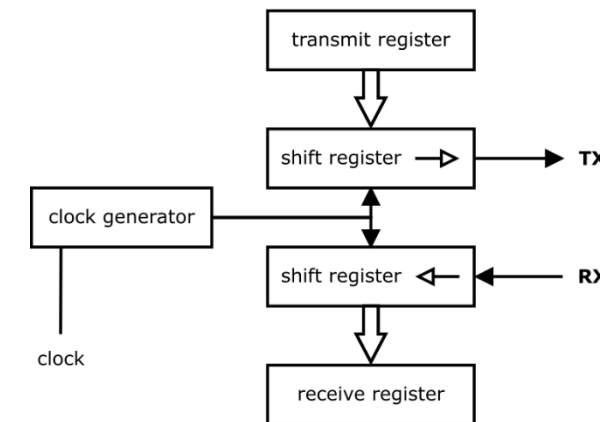 transmit register
shift register
TX
clock generator
shift register
RX
clock
receive register